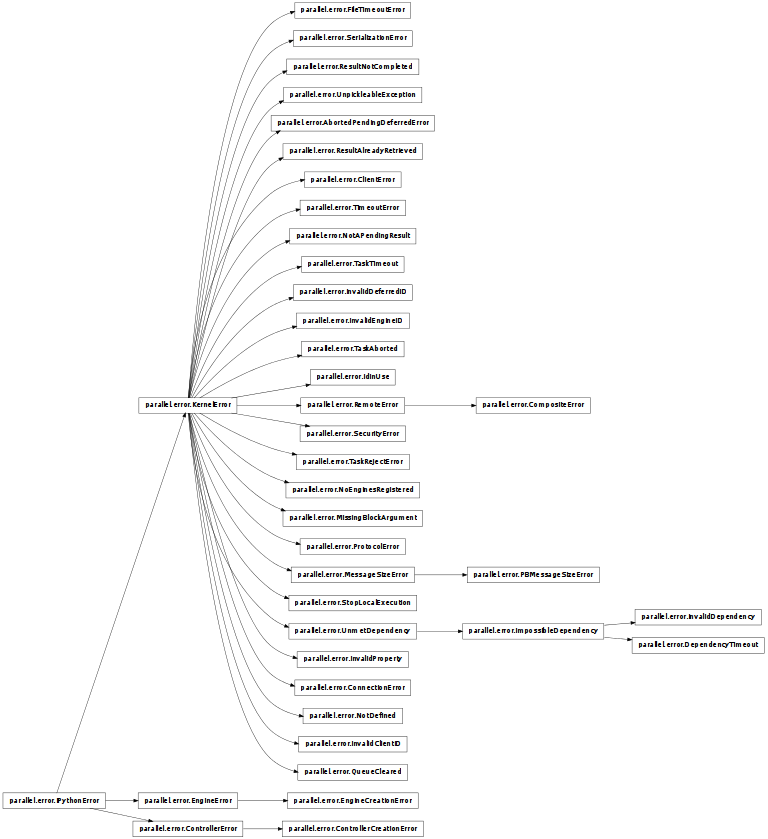 parallel.error.FileTimeoutError
parallel.error.SerializationError
parallel.error.ResultNotCompleted
parallel.error.UnpickleableException
parallel.error.AbortedPendingDeferredError
parallel.error.ResultAlreadyRetrieved
parallel.error.ClientError
parallel.error.TimeoutError
parallel.error.NotAPendingResult
parallel.error.TaskTimeout
parallel.error.InvalidDeferredID
parallel.error.InvalidEngineID
parallel.error.TaskAborted
parallel.error.IdInUse
parallel.error.KernelError
parallel.error.RemoteError
parallel.error.CompositeError
parallel.error.SecurityError
parallel.error.TaskRejectError
parallel.error.NoEnginesRegistered
parallel.error.MissingBlockArgument
parallel.error.ProtocolError
parallel.error.MessageSizeError
parallel.error.PBMessageSizeError
parallel.error.StopLocalExecution
parallel.error.InvalidDependency
parallel.error.UnmetDependency
parallel.error.ImpossibleDependency
parallel.error.DependencyTimeout
parallel.error.InvalidProperty
parallel.error.ConnectionError
parallel.error.NotDefined
parallel.error.InvalidClientID
parallel.error.QueueCleared
parallel.error.IPythonError
parallel.error.EngineError
parallel.error.EngineCreationError
parallel.error.ControllerError
parallel.error.ControllerCreationError